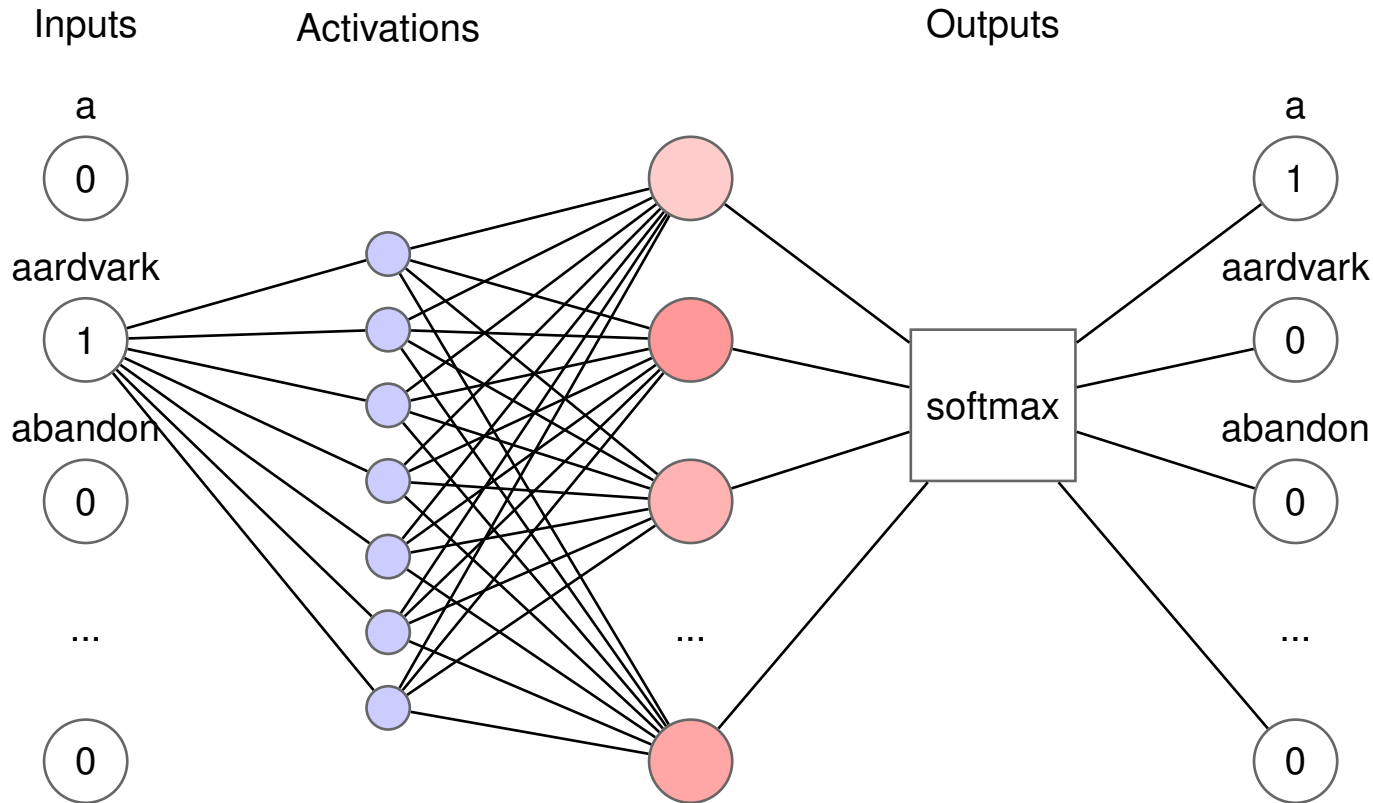 Inputs
Activations
Outputs
a
0
aardvark
1
abandon
0
...
0
...
softmax
a
1
aardvark
0
abandon
0
...
0